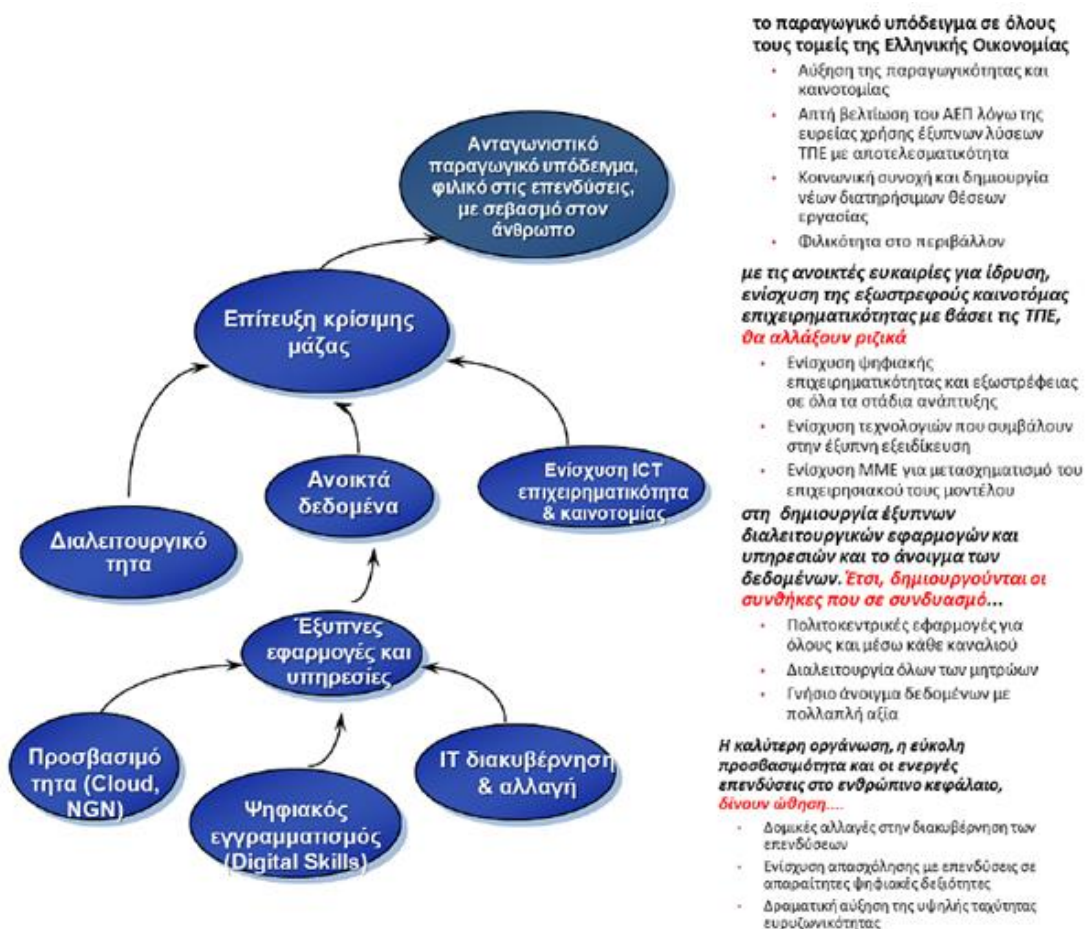 Ανταγωνιστικό
παραγωγικό υπόδειγμα,
φιλικό στις επενδύσεις,
με σεβασμό στον
άνθρωπο
Επίτευξη κρίσιμης
μάζας
Διαλειτουργικό
τητα
Ανοικτά
δεδομένα
Ενίσχυση ICT
επιχειρηματικότητα
& καινοτομίας
Έξυπνες
εφαρμογές και
υπηρεσίες
Προσβασιμό
τητα (Cloud,
NGN)
Ψηφιακός
εγγραμματισμός
(Digital Skills)
IT διακυβέρνηση
& αλλαγή
το παραγωγικό υπόδειγμα σε όλους
τους τομείς της Ελληνικής Οικονομίας
• Αύξηση της παραγωγικότητας και
καινοτομίας
• Απτή βελτίωση του ΑΕΠ λόγω της
ευρείας χρήσης έξυπνων λύσεων
ΤΠΕ με αποτελεσματικότητα
• Κοινωνική συνοχή και δημιουργία
νέων διατηρήσιμων θέσεων
εργασίας
• Φιλικότητα στο περιβάλλον
με τις ανοικτές ευκαιρίες για ίδρυση,
ενίσχυση της εξωστρεφούς καινοτόμας
επιχειρηματικότητας με βάσει τις ΤΠΕ,
θα αλλάξουν ριζικά
• Ενίσχυση ψηφιακής
επιχειρηματικότητας και εξωστρέφειας
σε όλα τα στάδια ανάπτυξης
• Ενίσχυση τεχνολογιών που συμβάλουν
στην έξυπνη εξειδίκευση
• Ενίσχυση ΜΜΕ για μετασχηματισμό του
επιχειρησιακού τους μοντέλου
στη δημιουργία έξυπνων
διαλειτουργικών εφαρμογών και
υπηρεσιών και το άνοιγμα των
δεδομένων. Έτσι, δημιουργούνται οι
συνθήκες που σε συνδυασμό...
• Πολιτοκεντρικές εφαρμογές για
όλους και μέσω κάθε καναλιού
• Διαλειτουργία όλων των μητρώων
• Γνήσιο άνοιγμα δεδομένων με
πολλαπλή αξία
Η καλύτερη οργάνωση, η εύκολη
προσβασιμότητα και οι ενεργές
επενδύσεις στο ενθρώπινο κεφάλαιο,
δίνουν ώθηση....
- Δομικές αλλαγές στην διακυβέρνηση των
επενδύσεων
- Ενίσχυση απασχόλησης με επενδύσεις σε
απαραίτητες ψηφιακές δεξιότητες
- Δραματική αύξηση της υψηλής ταχύτητας
ευρυζωνικότητας